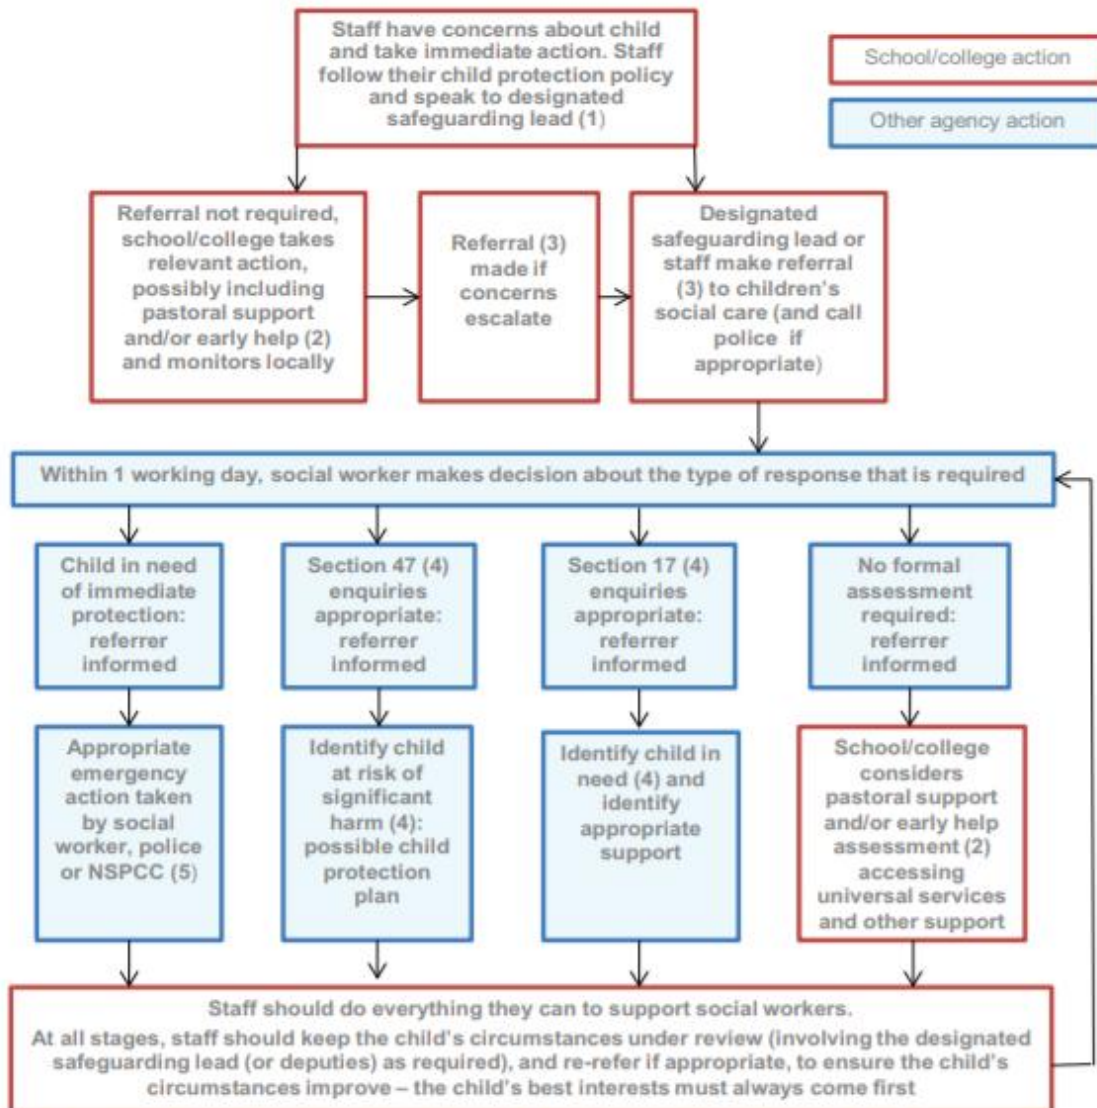 Staff have concerns about child
and take immediate action. Staff
follow their child protection policy
and speak to designated
safeguarding lead (1)
School/college action
Other agency action
Referral not required,
school/college takes
relevant action,
possibly including
pastoral support
and/or early help (2)
and monitors locally
Referral (3)
made if
concerns
escalate
Designated
safeguarding lead or
staff make referral
(3) to children's
social care (and call
police if
appropriate)
Within 1 working day, social worker makes decision about the type of response that is required
Child in need
of immediate
protection:
referrer
informed
Section 47 (4)
enquiries
appropriate:
referrer
informed
Section 17 (4)
enquiries
appropriate:
referrer
informed
No formal
assessment
required:
referrer
informed
Appropriate
emergency
action taken
by social
worker, police
or NSPCC (5)
Identify child
at risk of
significant
harm (4):
possible child
protection
plan
Identify child in
need (4) and
identify
appropriate
support
School/college
considers
pastoral support
and/or early help
assessment (2)
accessing
universal services
and other support
Staff should do everything they can to support social workers.
At all stages, staff should keep the child's circumstances under review (involving the designated
safeguarding lead (or deputies) as required), and re-refer if appropriate, to ensure the child's
circumstances improve – the child's best interests must always come first